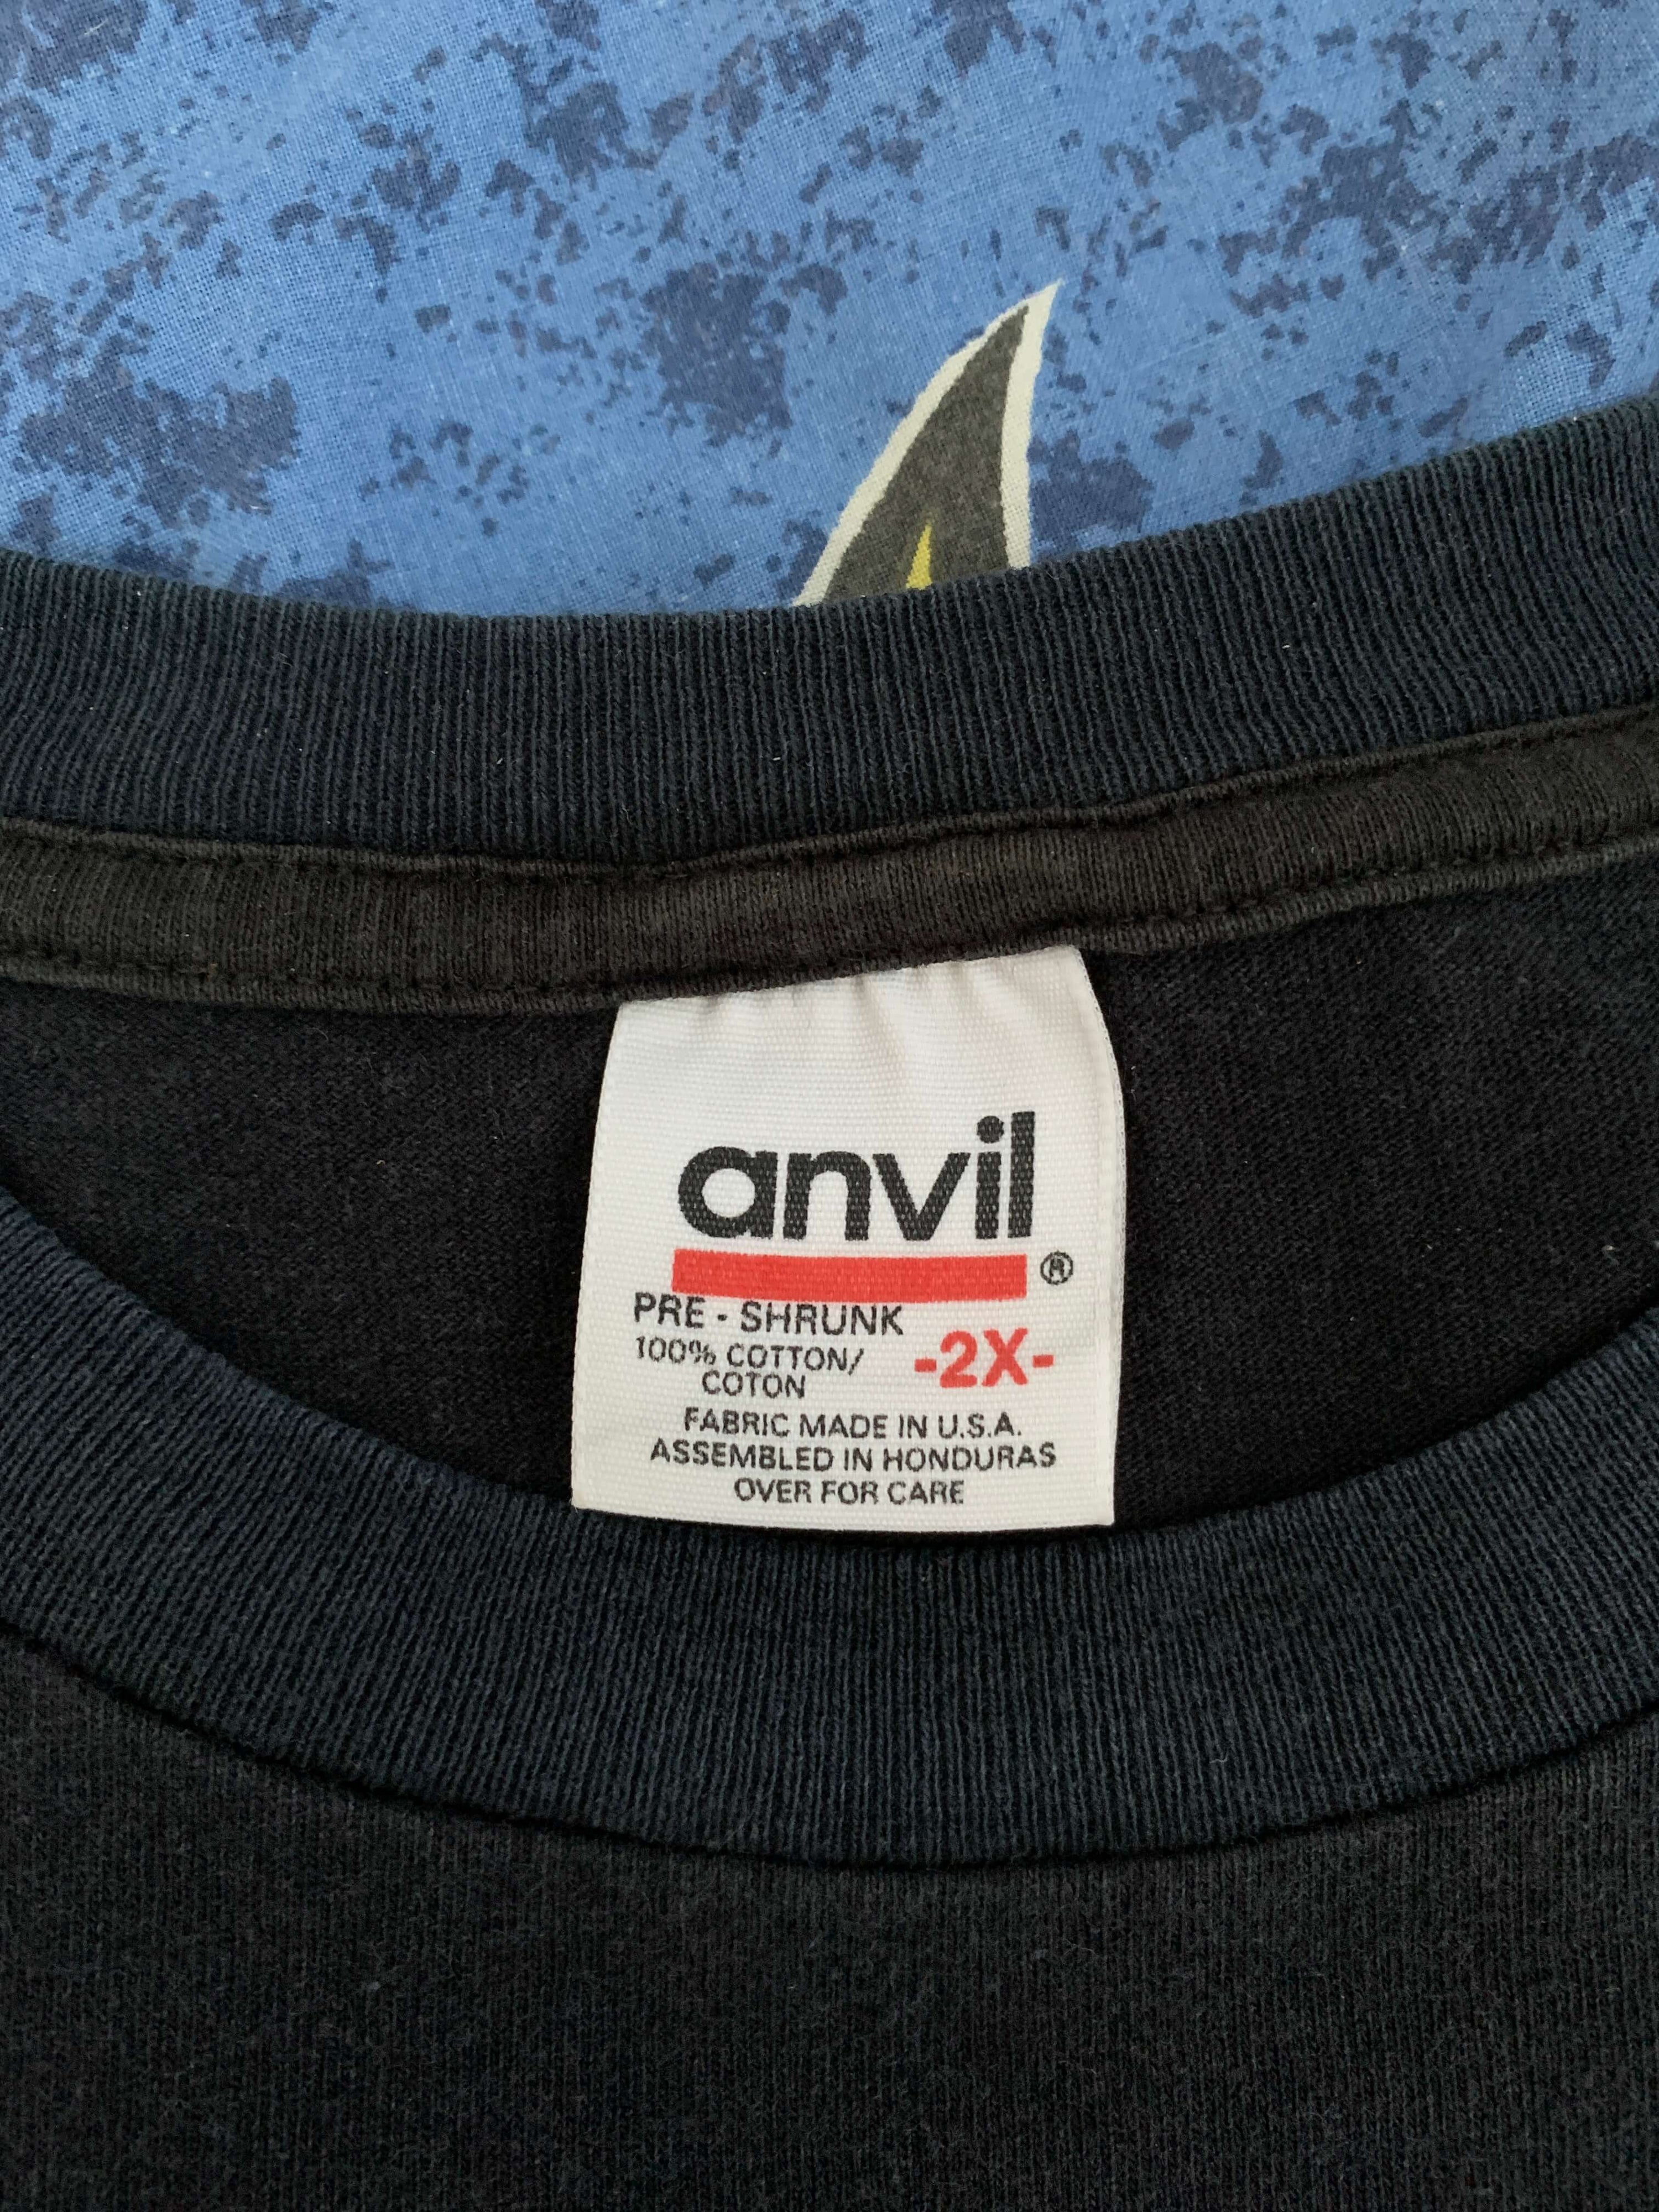 anvil®
PRE - SHRUNK
100% COTTON/ -2X-
COTON
FABRIC MADE IN U.S.A.
ASSEMBLED IN HONDURAS
OVER FOR CARE